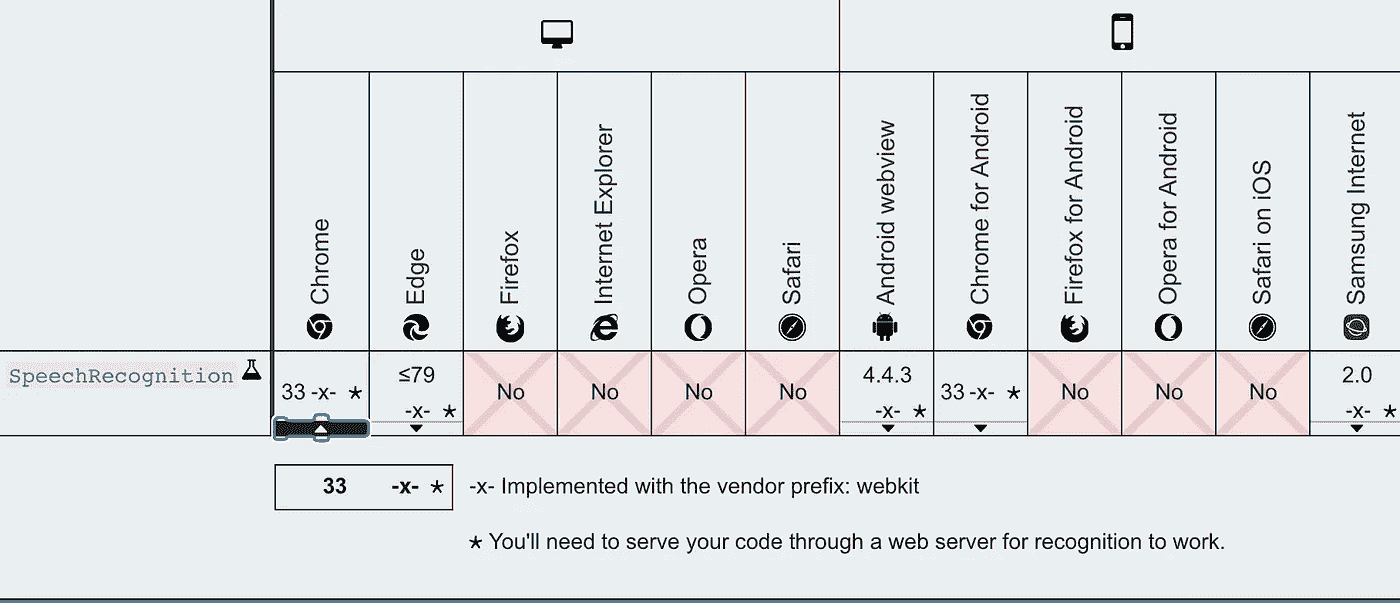 Chrome
Edge
Firefox
Internet Explorer
Opera
Safari
Android webview
Chrome for Android
Firefox for Android
Opera for Android
Safari on iOS
Samsung Internet
SpeechRecognition
33 -x- *
≤79
-x- *
No
No
No
No
4.4.3
-x- *
33 -x- *
No
No
No
2.0
-x- *
33 -x- *
-x- Implemented with the vendor prefix: webkit
* You'll need to serve your code through a web server for recognition to work.